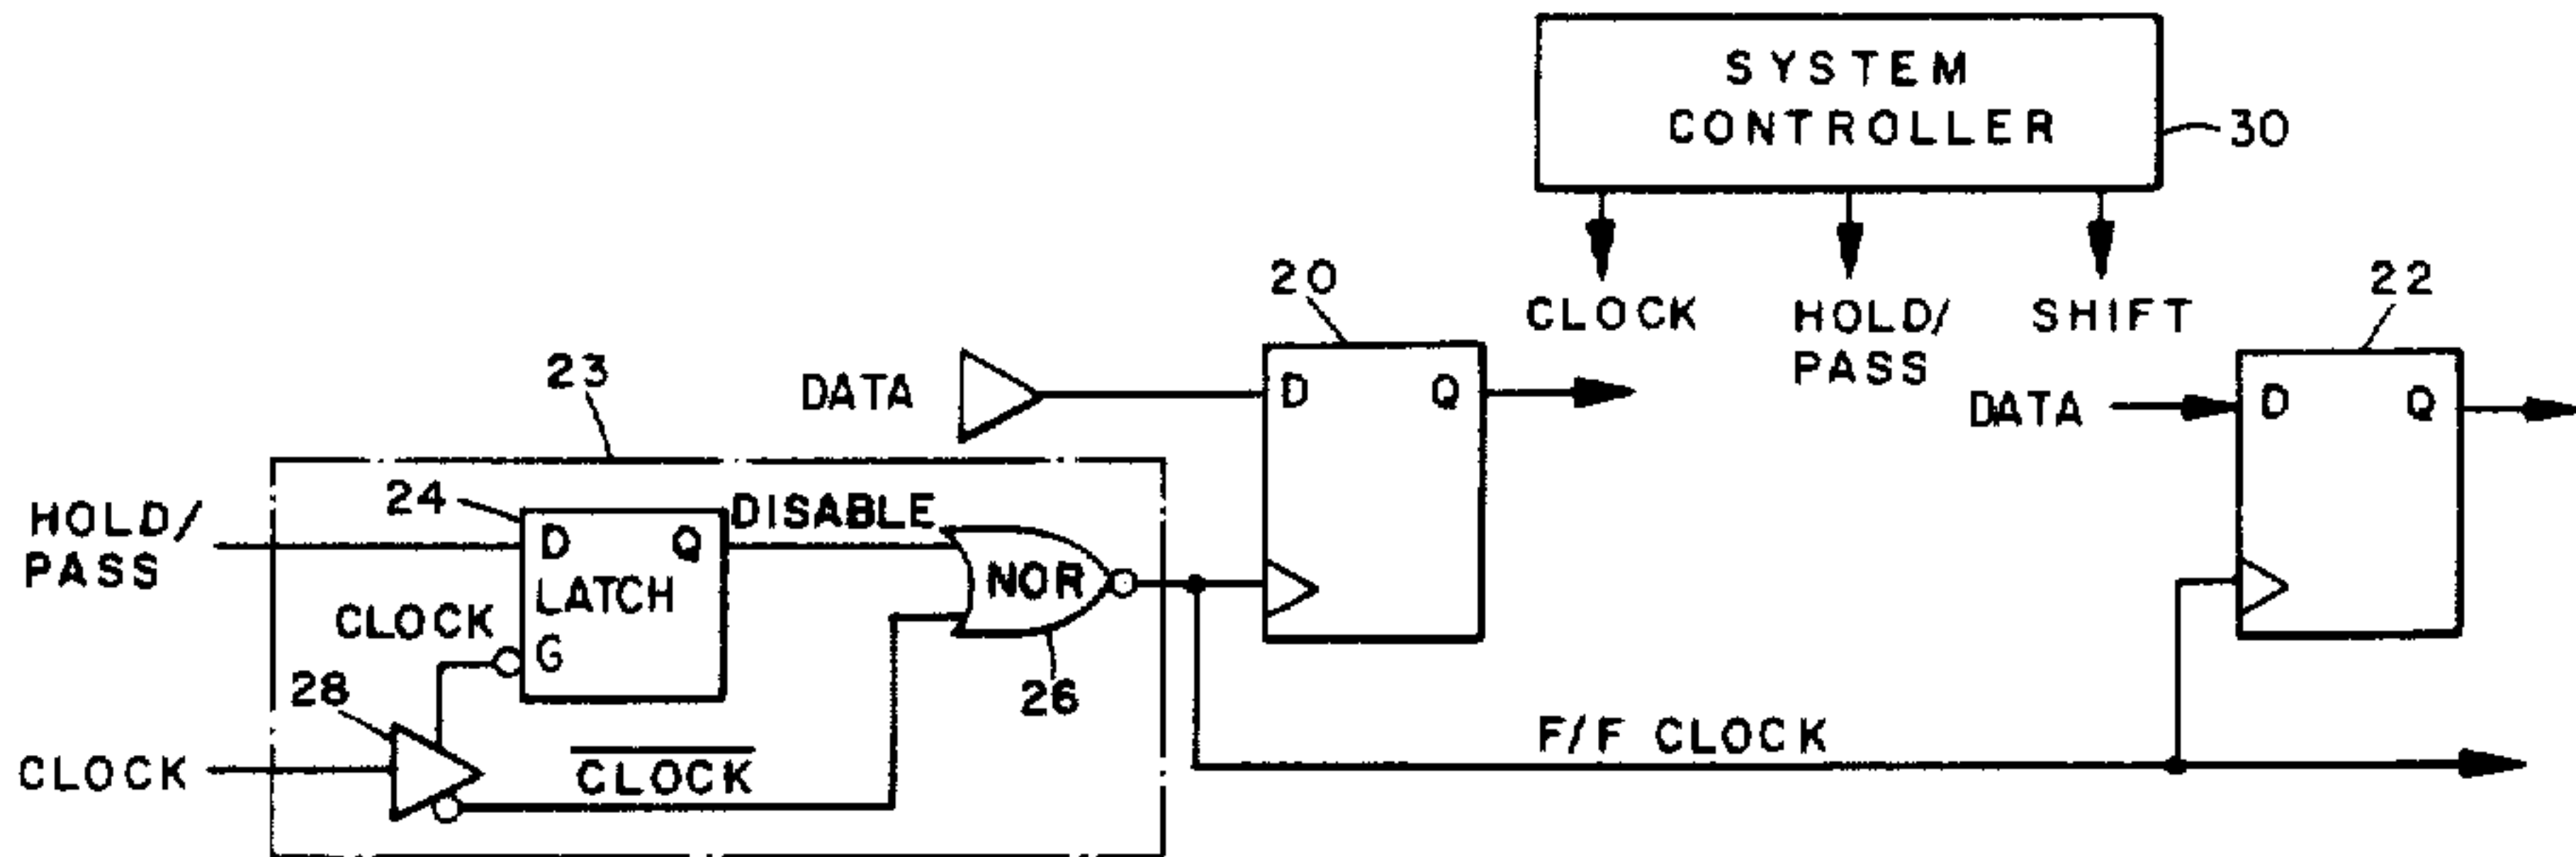 SYSTEM
CONTROLLER
30
CLOCK
HOLD/
PASS
SHIFT
20
22
DATA
D
Q
DATA
D
Q
23
HOLD/
PASS
24
D
Q
LATCH
G
DISABLE
NOR
26
CLOCK
28
CLOCK
CLOCK
F/F CLOCK